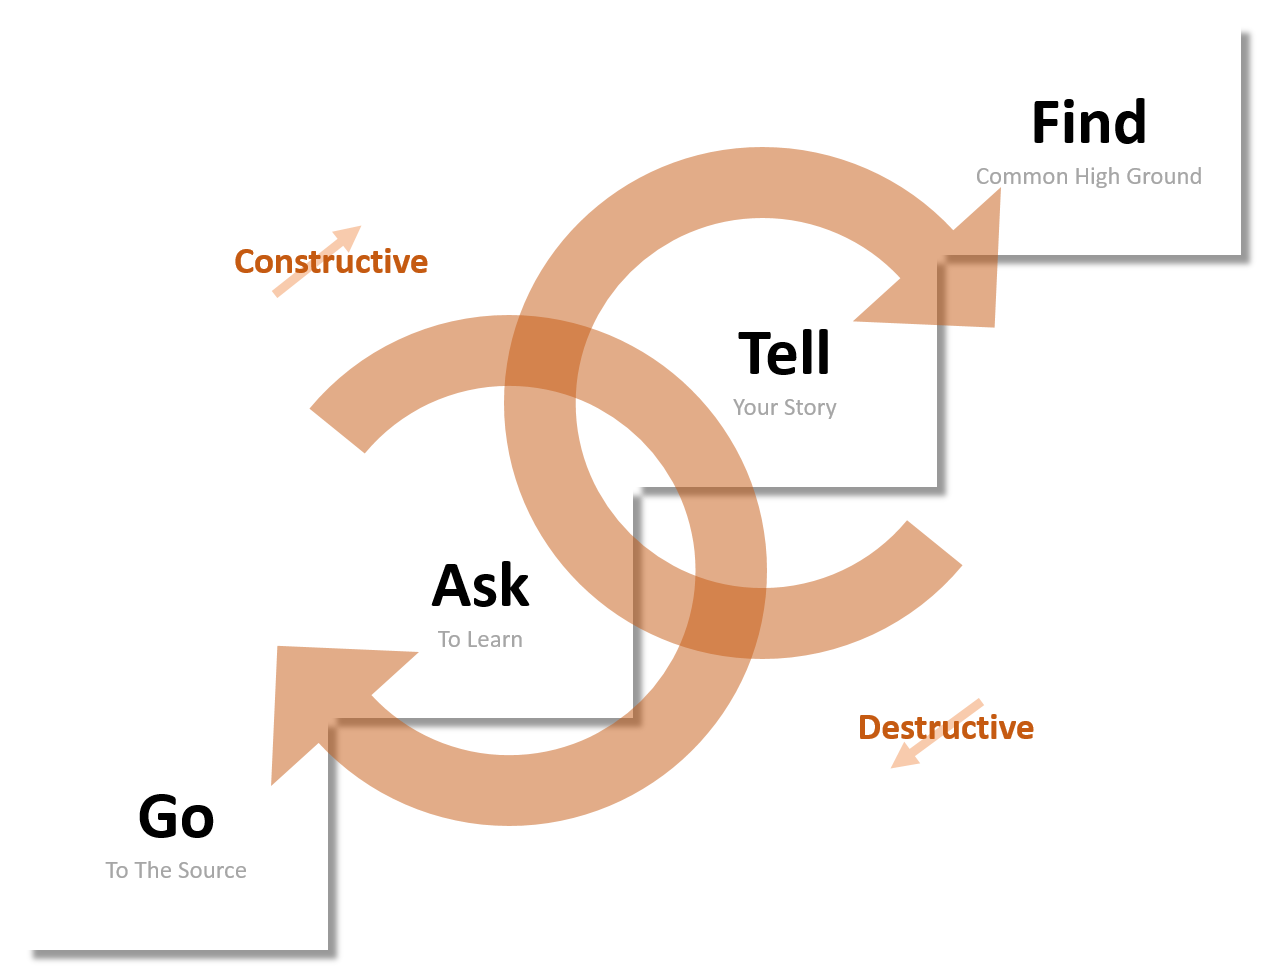 Find
Common High Ground
Constructive
Tell
Your Story
Ask
To Learn
Destructive
Go
To The Source